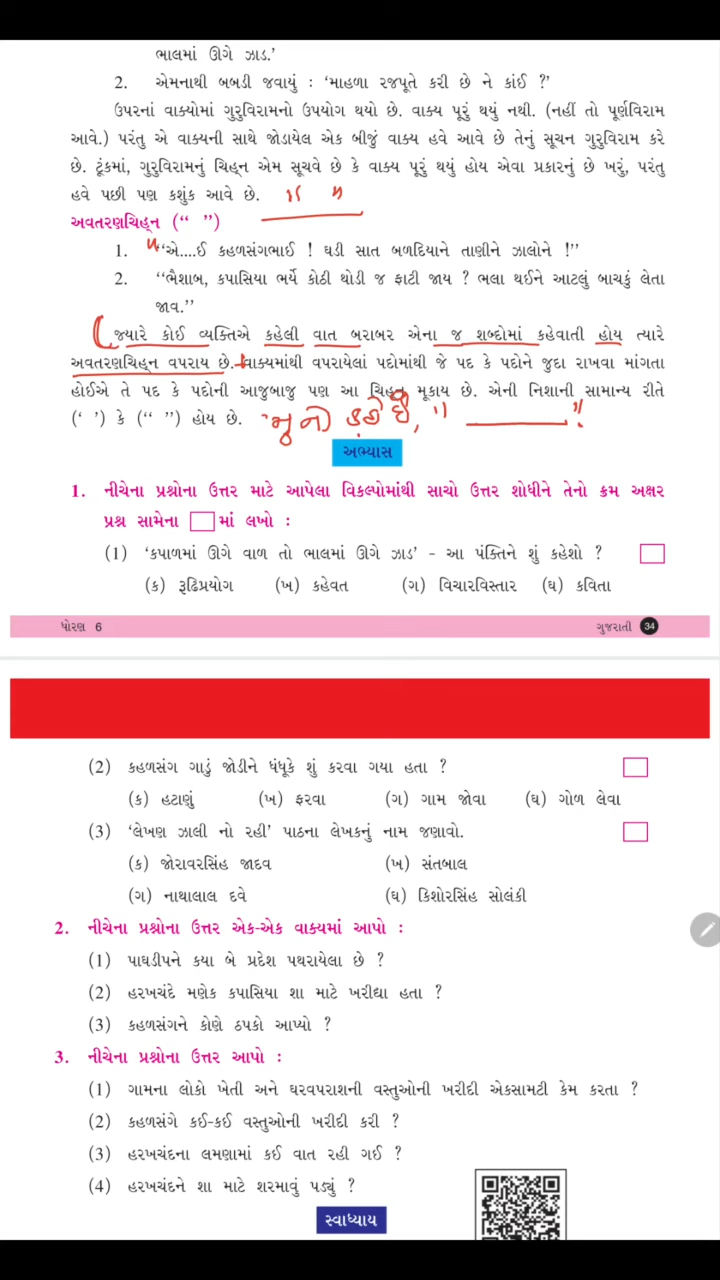 ભાલમાં ઊગે ઝાડ.'
2. એમનાથી બબડી જવાયું : 'માહળા રજપૂતે કરી છે ને કાંઈ ?'
ઉપરનાં વાક્યોમાં ગુરુવિરામનો ઉપયોગ થયો છે. વાક્ય પૂરું થયું નથી. (નહીં તો પૂર્ણવિરામ
આવે.) પરંતુ એ વાક્યની સાથે જોડાયેલ એક બીજું વાક્ય હવે આવે છે તેનું સૂચન ગુરુવિરામ કરે
છે. ટૂંકમાં, ગુરુવિરામનું ચિહ્ન એમ સૂચવે છે કે વાક્ય પૂરું થયું હોય એવા પ્રકારનું છે ખરું, પરંતુ
હવે પછી પણ કશુંક આવે છે. " "
અવતરણચિહ્ન (" ")
1. "એ....ઈ કહળસંગભાઈ ! ઘડી સાત બળદિયાને તાણીને ઝાલોને !"
2. "ભૈશાબ, કપાસિયા ભર્યે કોઠી થોડી જ ફાટી જાય ? ભલા થઈને આટલું બાચકું લેતા
જાવ."
જ્યારે કોઈ વ્યક્તિએ કહેલી વાત બરાબર એના જ શબ્દોમાં કહેવાતી હોય ત્યારે
અવતરણચિહ્ન વપરાય છે. વાક્યમાંથી વપરાયેલાં પદોમાંથી જે પદ કે પદોને જુદા રાખવા માંગતા
હોઈએ તે પદ કે પદોની આજુબાજુ પણ આ ચિહ્ન મૂકાય છે. એની નિશાની સામાન્ય રીતે
(' ') કે (" ") હોય છે.
અભ્યાસ
1. નીચેના પ્રશ્નોના ઉત્તર માટે આપેલા વિકલ્પોમાંથી સાચો ઉત્તર શોધીને તેનો ક્રમ અક્ષર
પ્રશ્ન સામેના માં લખો :
(1) 'કપાળમાં ઊગે વાળ તો ભાલમાં ઊગે ઝાડ' - આ પંક્તિને શું કહેશો ?
(ક) રૂઢિપ્રયોગ (ખ) કહેવત (ગ) વિચારવિસ્તાર (ઘ) કવિતા
ધોરણ 6 ગુજરાતી 34
(2) કહળસંગ ગાડું જોડીને ધંધૂકે શું કરવા ગયા હતા ?
(ક) હટાણું (ખ) ફરવા (ગ) ગામ જોવા (ઘ) ગોળ લેવા
(3) 'લેખણ ઝાલી નો રહી' પાઠના લેખકનું નામ જણાવો.
(ક) જોરાવરસિંહ જાદવ (ખ) સંતબાલ
(ગ) નાથાલાલ દવે (ઘ) કિશોરસિંહ સોલંકી
2. નીચેના પ્રશ્નોના ઉત્તર એક-એક વાક્યમાં આપો :
(1) પાઘડીપને કયા બે પ્રદેશ પથરાયેલા છે ?
(2) હરખચંદે મણેક કપાસિયા શા માટે ખરીદ્યા હતા ?
(3) કહળસંગને કોણે ઠપકો આપ્યો ?
3. નીચેના પ્રશ્નોના ઉત્તર આપો :
(1) ગામના લોકો ખેતી અને ઘરવપરાશની વસ્તુઓની ખરીદી એકસામટી કેમ કરતા ?
(2) કહળસંગે કઈ-કઈ વસ્તુઓની ખરીદી કરી ?
(3) હરખચંદના લમણામાં કઈ વાત રહી ગઈ ?
(4) હરખચંદને શા માટે શરમાવું પડ્યું ?
સ્વાધ્યાય